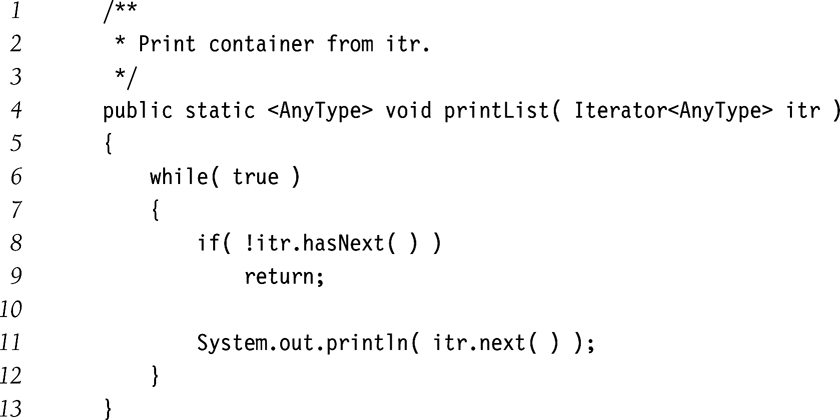 1 /**
2 * Print container from itr.
3 */
4 public static <AnyType> void printList( Iterator<AnyType> itr )
5 {
6 while( true )
7 {
8 if( !itr.hasNext( ) )
9 return;
10
11 System.out.println( itr.next( ) );
12 }
13 }